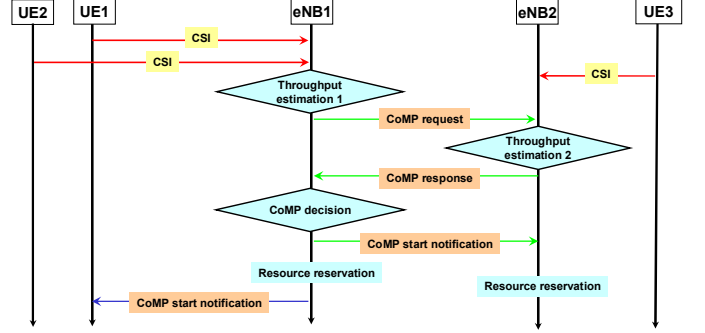 UE2 UE1 eNB1 eNB2 UE3
CSI
CSI
CSI
Throughput
estimation 1
CoMP request
Throughput
estimation 2
CoMP response
CoMP decision
CoMP start notification
Resource reservation
Resource reservation
CoMP start notification